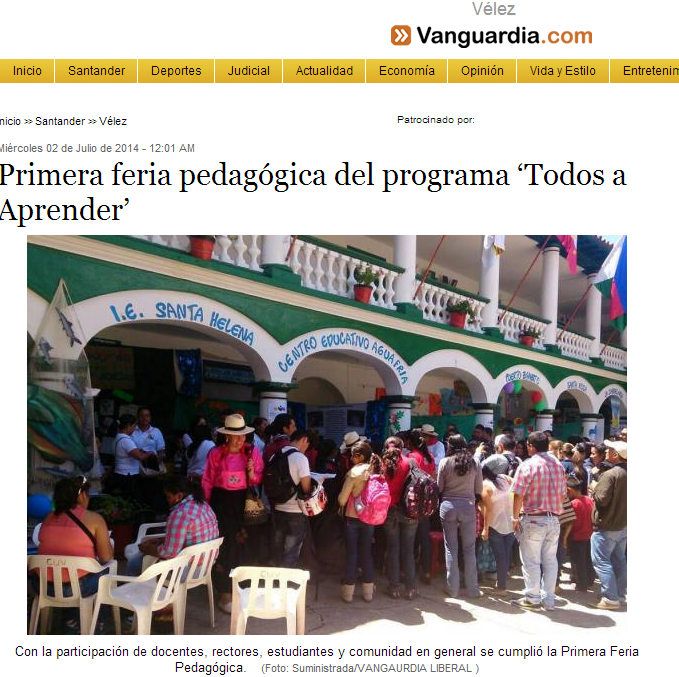 Vélez
Vanguardia.com
Inicio Santander Deportes Judicial Actualidad Economía Opinión Vida y Estilo Entretenim
nicio >> Santander >> Vélez
Patrocinado por:
Miércoles 02 de Julio de 2014 - 12:01 AM
Primera feria pedagógica del programa ‘Todos a
Aprender’
I.E. SANTA HELENA
CENTRO EDUCATIVO AGUAFRIA
PUERTO
SANTA ROSA
Con la participación de docentes, rectores, estudiantes y comunidad en general se cumplió la Primera Feria
Pedagógica. (Foto: Suministrada/VANGAURDIA LIBERAL )